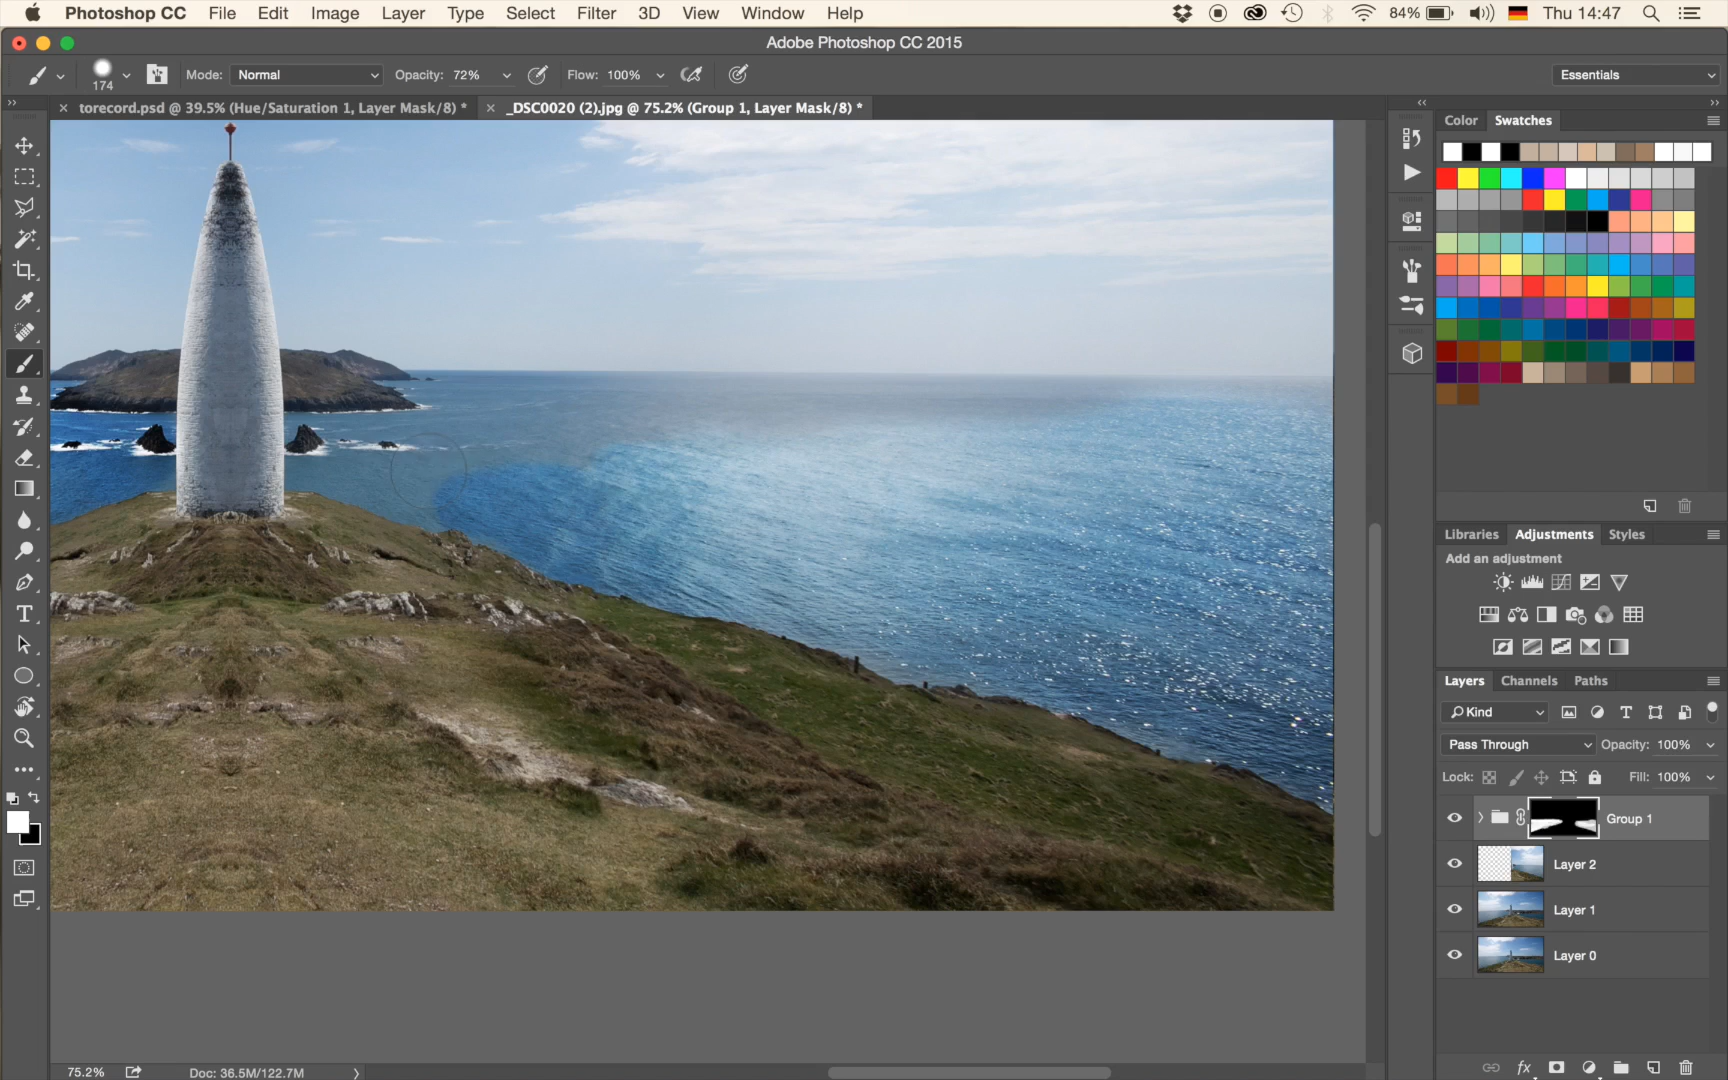 Photoshop CC File Edit Image Layer Type Select Filter 3D View Window Help 84% Thu 14:47
Adobe Photoshop CC 2015
174 Mode: Normal Opacity: 72% Flow: 100% Essentials
torecord.psd @ 39.5% (Hue/Saturation 1, Layer Mask/8) * _DSC0020 (2).jpg @ 75.2% (Group 1, Layer Mask/8) *
Color Swatches
Libraries Adjustments Styles
Add an adjustment
Layers Channels Paths
Kind
Pass Through Opacity: 100%
Lock: Fill: 100%
Group 1
Layer 2
Layer 1
Layer 0
75.2% Doc: 36.5M/122.7M
fx